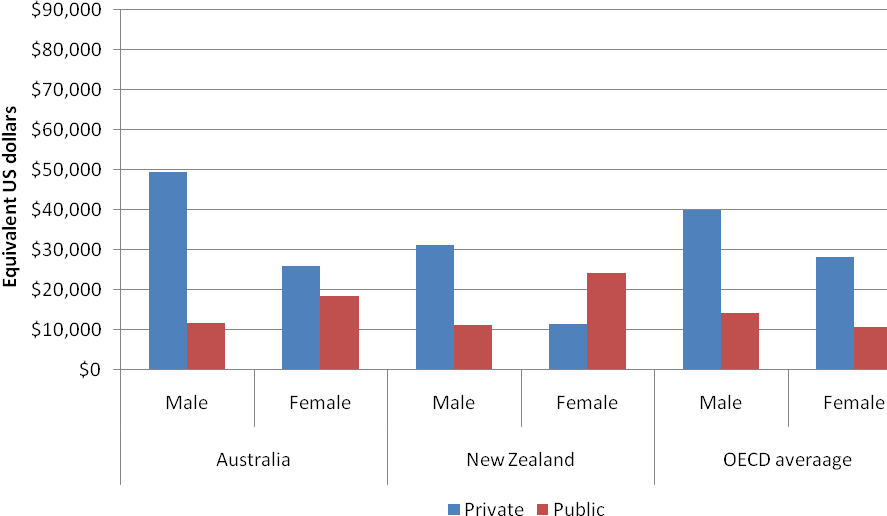 $90,000
$80,000
$70,000
$60,000
$50,000
$40,000
$30,000
$20,000
$10,000
$0
Equivalent US dollars
Male Female Male Female Male Female
Australia New Zealand OECD averaage
Private Public